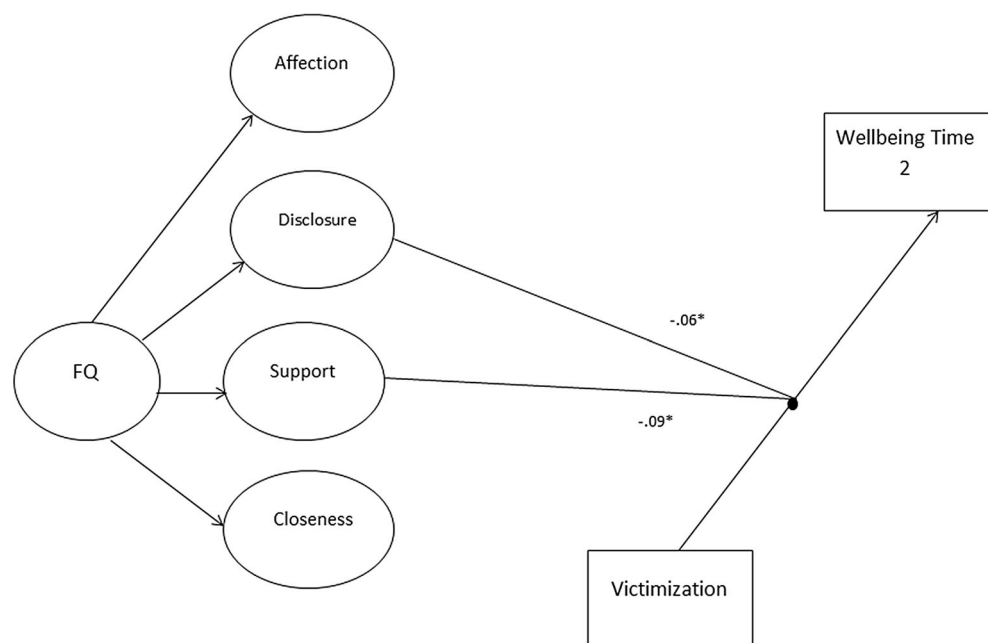 Affection
Wellbeing Time
2
Disclosure
-.06*
FQ
Support
-.09*
Closeness
Victimization